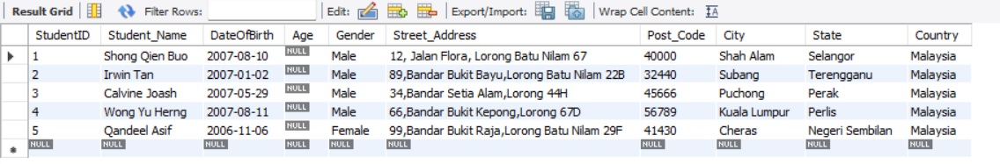 Result Grid Filter Rows: Edit: Export/Import: Wrap Cell Content: IA
StudentID Student_Name DateOfBirth Age Gender Street_Address Post_Code City State Country
1 Shong Qien Buo 2007-08-10 NULL Male 12, Jalan Flora, Lorong Batu Nilam 67 40000 Shah Alam Selangor Malaysia
2 Irwin Tan 2007-01-02 NULL Male 89,Bandar Bukit Bayu,Lorong Batu Nilam 22B 32440 Subang Terengganu Malaysia
3 Calvine Joash 2007-05-29 NULL Male 34,Bandar Setia Alam,Lorong 44H 45666 Puchong Perak Malaysia
4 Wong Yu Herng 2007-08-11 NULL Male 66,Bandar Bukit Kepong,Lorong 67D 56789 Kuala Lumpur Perlis Malaysia
5 Qandeel Asif 2006-11-06 NULL Female 99,Bandar Bukit Raja,Lorong Batu Nilam 29F 41430 Cheras Negeri Sembilan Malaysia
NULL NULL NULL NULL NULL NULL NULL NULL NULL NULL